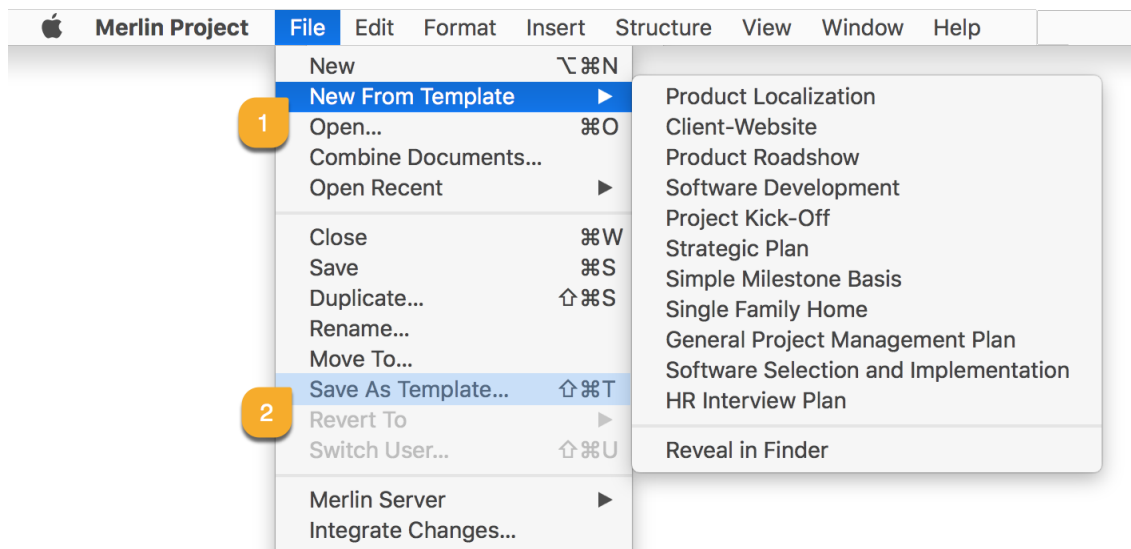 Merlin Project File Edit Format Insert Structure View Window Help
New ⌥⌘N
New From Template ▶
1
Open... ⌘O
Combine Documents...
Open Recent ▶
Close ⌘W
Save ⌘S
Duplicate... ⇧⌘S
Rename...
Move To...
Save As Template... ⇧⌘T
2
Revert To ▶
Switch User... ⇧⌘U
Merlin Server ▶
Integrate Changes...
Product Localization
Client-Website
Product Roadshow
Software Development
Project Kick-Off
Strategic Plan
Simple Milestone Basis
Single Family Home
General Project Management Plan
Software Selection and Implementation
HR Interview Plan
Reveal in Finder